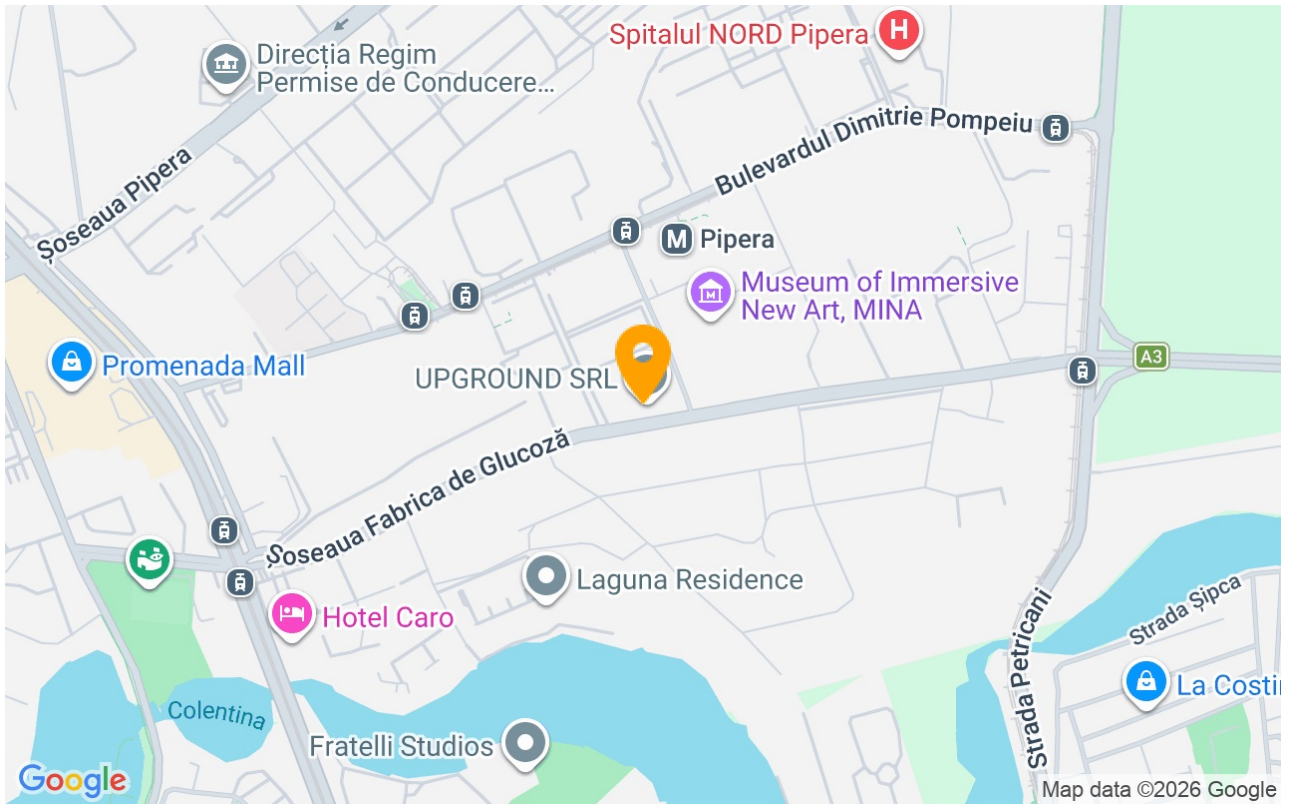 Spitalul NORD Pipera
H
Direcția Regim
Permise de Conducere...
Bulevardul Dimitrie Pompeiu
Șoseaua Pipera
M Pipera
Museum of Immersive
New Art, MINA
M
A3
Promenada Mall
UPGROUND SRL
Șoseaua Fabrica de Glucoză
Laguna Residence
Hotel Caro
Strada Șipca
Strada Petricani
La Costi
Colentina
Fratelli Studios
Google
Map data ©2026 Google